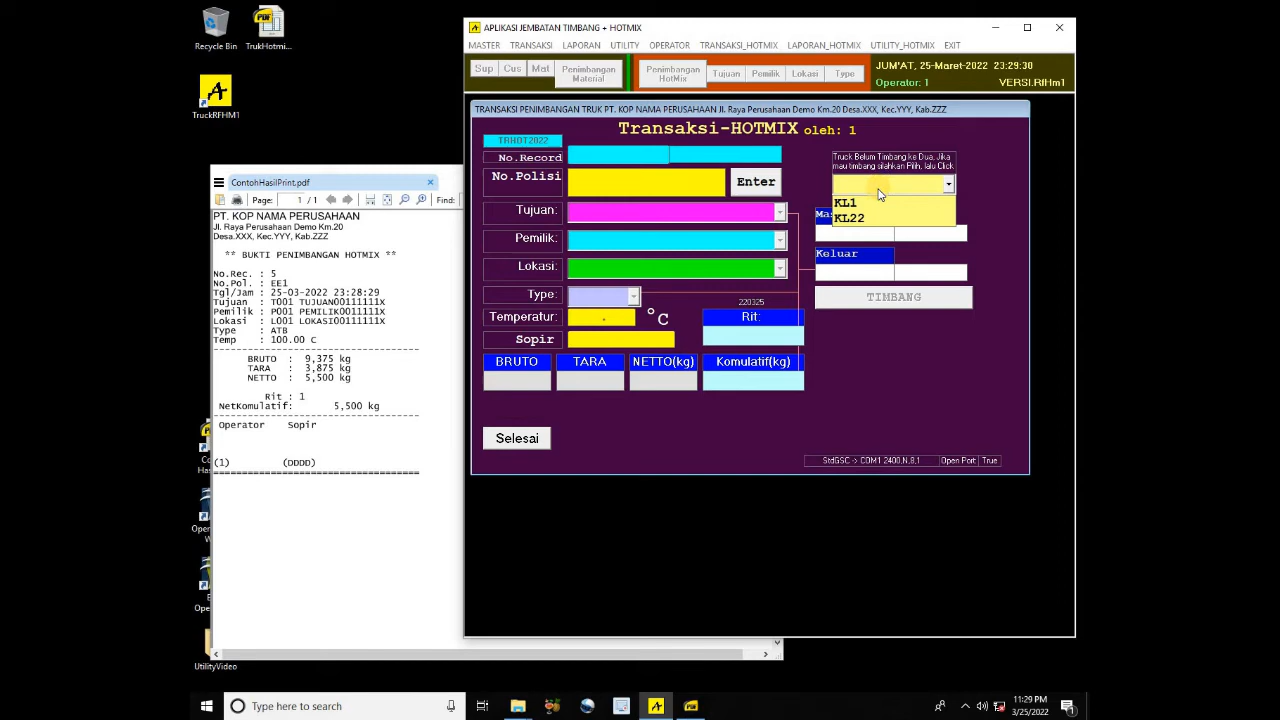 Recycle Bin
TrukHotmi...
TruckRFHM1
ContohHasilPrint.pdf
Page: 1 / 1 Find:
PT. KOP NAMA PERUSAHAAN
Jl. Raya Perusahaan Demo Km.20
Desa.XXX, Kec.YYY, Kab.ZZZ
** BUKTI PENIMBANGAN HOTMIX **
No.Rec. : 5
No.Pol. : EE1
Tgl/Jam : 25-03-2022 23:28:29
Tujuan : T001 TUJUAN00111111X
Pemilik : P001 PEMILIK00111111X
Lokasi : L001 LOKASI00111111X
Type : ATB
Temp : 100.00 C
BRUTO : 9,375 kg
TARA : 3,875 kg
NETTO : 5,500 kg
Rit : 1
NetKomulatif: 5,500 kg
Operator Sopir
(1) (DDDD)
UtilityVideo
APLIKASI JEMBATAN TIMBANG + HOTMIX
MASTER TRANSAKSI LAPORAN UTILITY OPERATOR TRANSAKSI_HOTMIX LAPORAN_HOTMIX UTILITY_HOTMIX EXIT
Sup Cus Mat Penimbangan Material Penimbangan HotMix Tujuan Pemilik Lokasi Type
JUM'AT, 25-Maret-2022 23:29:30
Operator: 1 VERSI.RfHm1
TRANSAKSI PENIMBANGAN TRUK PT. KOP NAMA PERUSAHAAN Jl. Raya Perusahaan Demo Km.20 Desa.XXX, Kec.YYY, Kab.ZZZ
Transaksi-HOTMIX oleh: 1
TRHOT2022
No.Record
No.Polisi Enter
Tujuan:
Pemilik:
Lokasi:
Type:
Temperatur: . °C
Sopir
220325
Rit:
BRUTO TARA NETTO(kg) Komulatif(kg)
Selesai
Truck Belum Timbang ke Dua, Jika
mau timbang silahkan Pilih, lalu Click
KL1
KL22
Mas
Keluar
TIMBANG
StdGSC -> COM1 2400,N,8,1 Open Port True
Type here to search
11:29 PM
3/25/2022
1